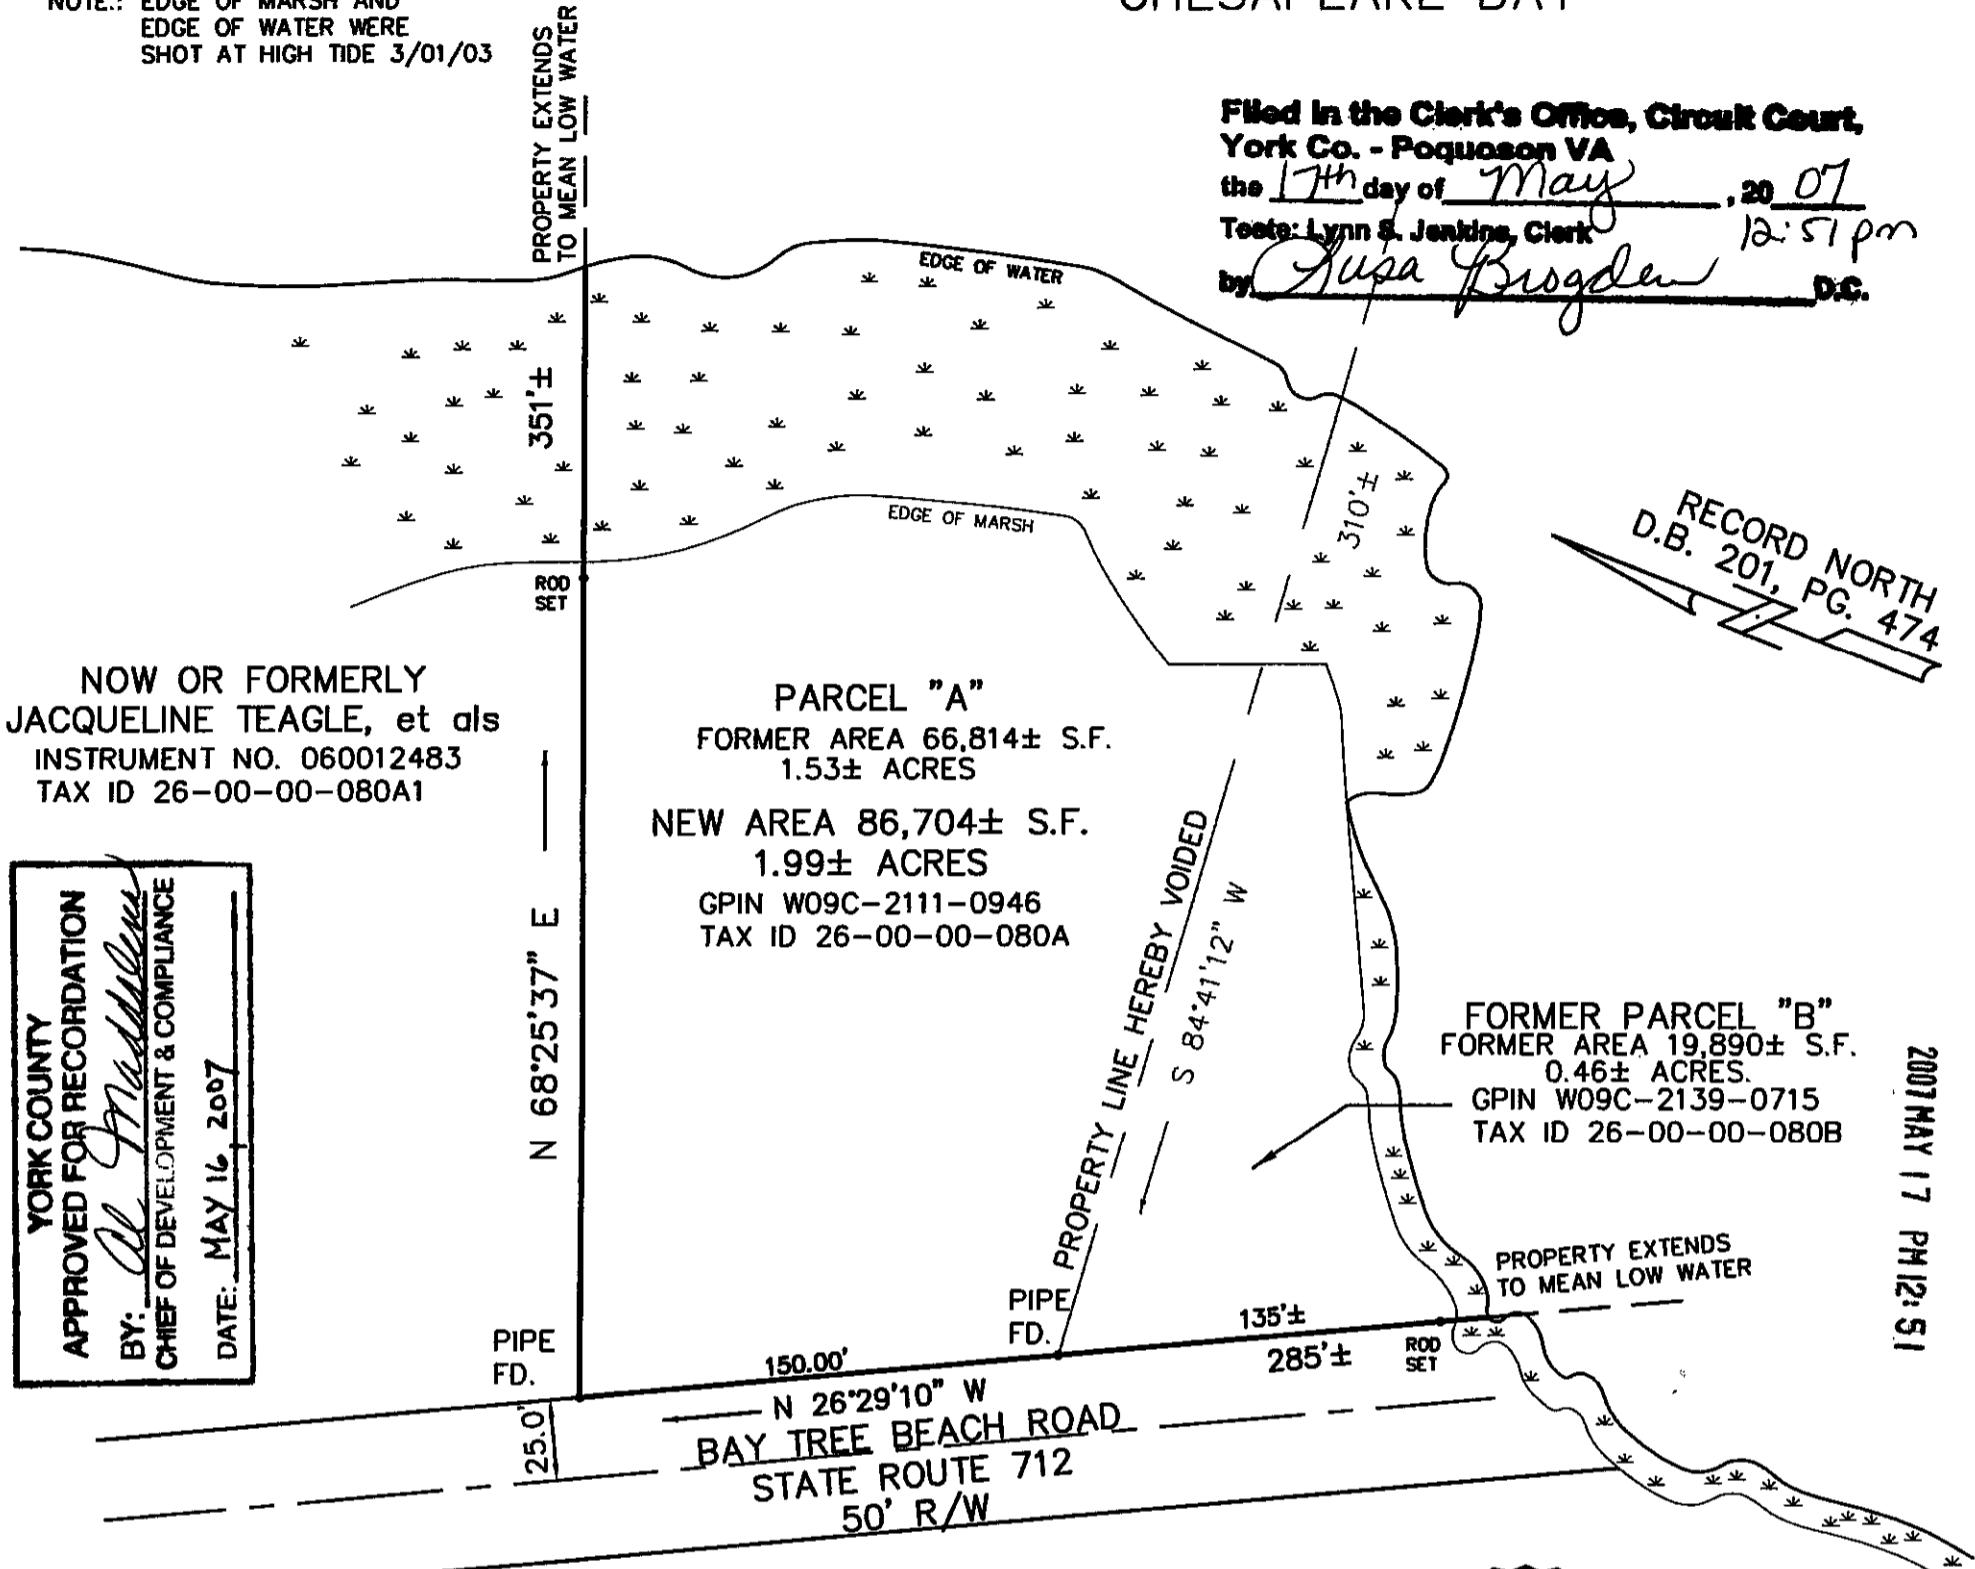 NOTE.: EDGE OF MARSH AND
EDGE OF WATER WERE
SHOT AT HIGH TIDE 3/01/03
PROPERTY EXTENDS
TO MEAN LOW WATER
CHESAPEAKE BAY
Filed in the Clerk's Office, Circuit Court,
York Co. - Poquoson VA
the 17th day of May, 20 07
Teste: Lynn S. Jenkins, Clerk 12:51 pm
by Brogden D.C.
EDGE OF WATER
351'±
EDGE OF MARSH
310'±
ROD
SET
RECORD NORTH
D.B. 201, PG. 474
NOW OR FORMERLY
JACQUELINE TEAGLE, et als
INSTRUMENT NO. 060012483
TAX ID 26-00-00-080A1
PARCEL "A"
FORMER AREA 66,814± S.F.
1.53± ACRES
NEW AREA 86,704± S.F.
1.99± ACRES
GPIN W09C-2111-0946
TAX ID 26-00-00-080A
YORK COUNTY
APPROVED FOR RECORDATION
BY: Al
CHIEF OF DEVELOPMENT & COMPLIANCE
DATE: MAY 16, 2007
N 68°25'37" E
PROPERTY LINE HEREBY VOIDED
S 84°41'12" W
FORMER PARCEL "B"
FORMER AREA 19,890± S.F.
0.46± ACRES.
GPIN W09C-2139-0715
TAX ID 26-00-00-080B
2007 MAY 17 PM 12:51
PROPERTY EXTENDS
TO MEAN LOW WATER
PIPE
FD.
PIPE
FD.
150.00'
135'±
285'±
ROD
SET
25.0'
N 26°29'10" W
BAY TREE BEACH ROAD
STATE ROUTE 712
50' R/W